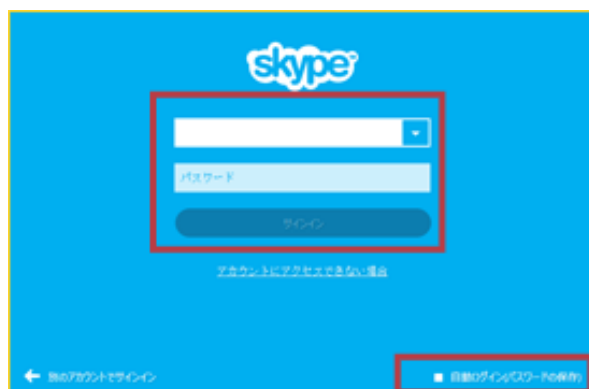 skype
パスワード
サインイン
アカウントにアクセスできない場合
別のアカウントでサインイン
自動ログイン(パスワードの保存)